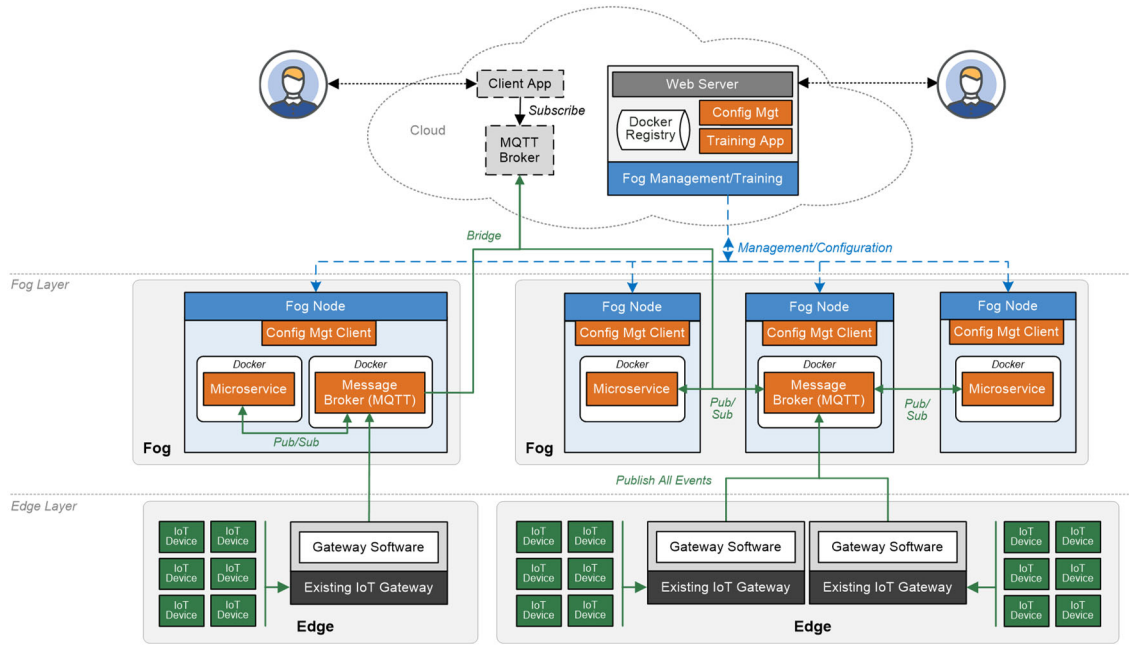 Client App
Subscribe
Cloud
MQTT
Broker
Web Server
Docker
Registry
Config Mgt
Training App
Fog Management/Training
Bridge
Management/Configuration
Fog Layer
Fog Node
Config Mgt Client
Docker
Microservice
Docker
Message
Broker (MQTT)
Pub/Sub
Fog
Fog Node
Config Mgt Client
Docker
Microservice
Pub/
Sub
Fog Node
Config Mgt Client
Docker
Message
Broker (MQTT)
Pub/
Sub
Fog Node
Config Mgt Client
Docker
Microservice
Fog
Publish All Events
Edge Layer
IoT
Device
IoT
Device
IoT
Device
IoT
Device
IoT
Device
IoT
Device
Gateway Software
Existing IoT Gateway
Edge
IoT
Device
IoT
Device
IoT
Device
IoT
Device
IoT
Device
IoT
Device
Gateway Software
Existing IoT Gateway
Gateway Software
Existing IoT Gateway
IoT
Device
IoT
Device
IoT
Device
IoT
Device
IoT
Device
IoT
Device
Edge